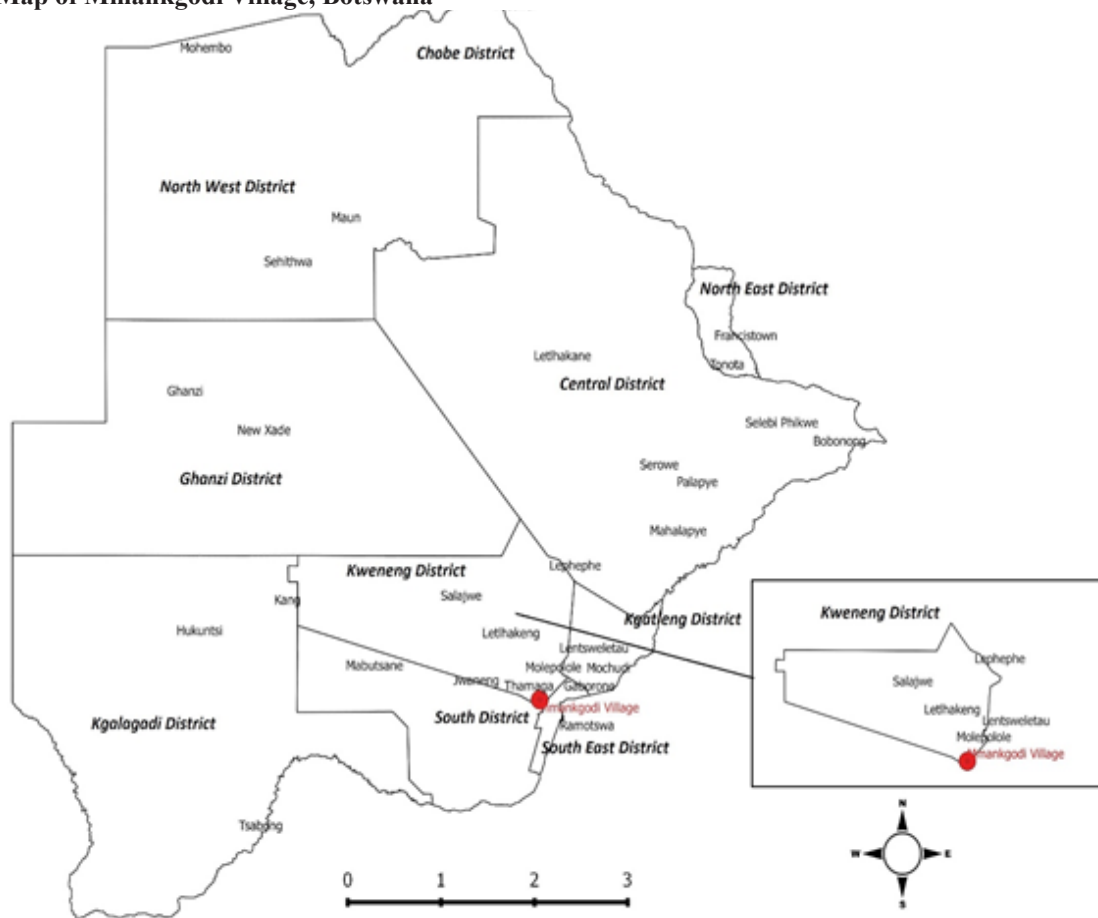 Map of Mmankgodi Village, Botswana
Mohembo
Chobe District
North West District
Maun
Sehithwa
North East District
Francistown
Letlhakane
Tonota
Central District
Ghanzi
Selebi Phikwe
New Xade
Bobonong
Serowe
Ghanzi District
Palapye
Mahalapye
Kweneng District
Lephephe
Salajwe
Kang
Kgatleng District
Hukuntsi
Letlhakeng
Lentsweletau
Mabutsane
Molepolole
Mochudi
Jwaneng
Thamaga
Gaborone
Mmankgodi Village
Kgalagadi District
South District
Ramotswa
South East District
Tsabong
Kweneng District
Lephephe
Salajwe
Letlhakeng
Lentsweletau
Molepolole
Mmankgodi Village
N
W
E
S
0 1 2 3